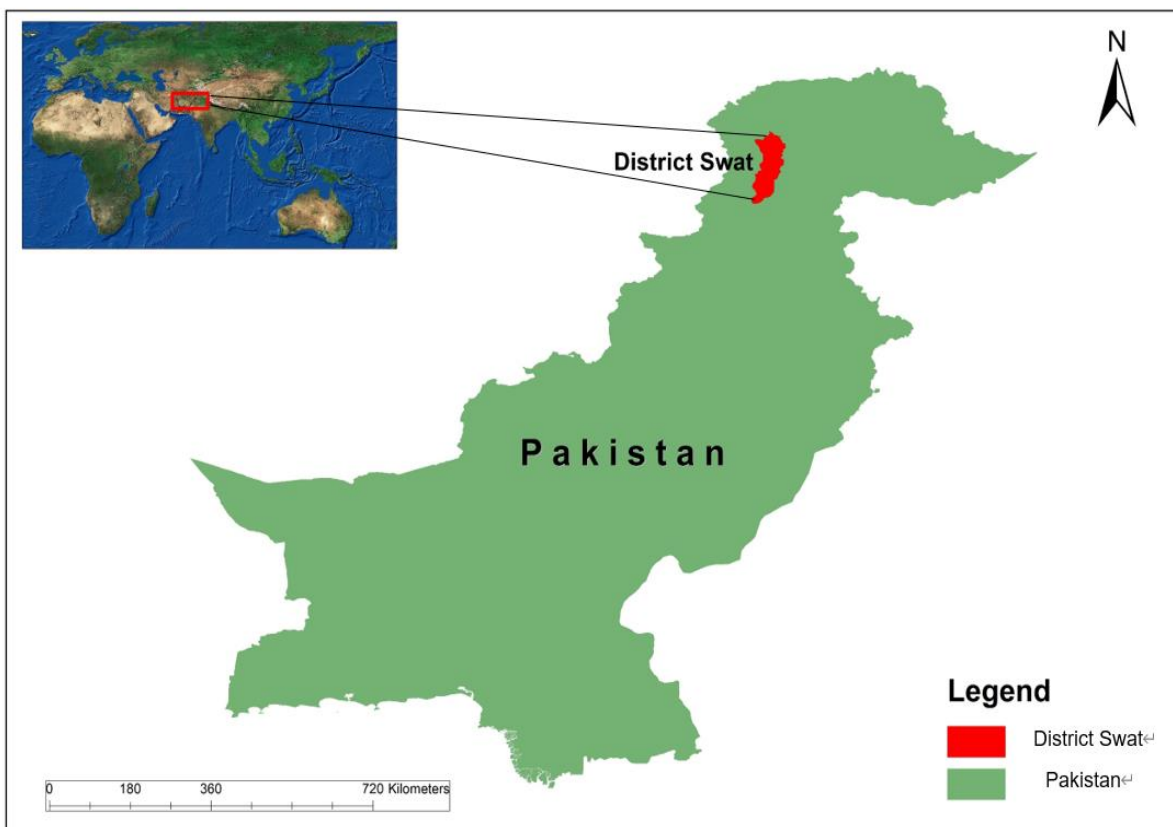 N
District Swat
Pakistan
Legend
District Swat↵
Pakistan↵
0 180 360 720 Kilometers